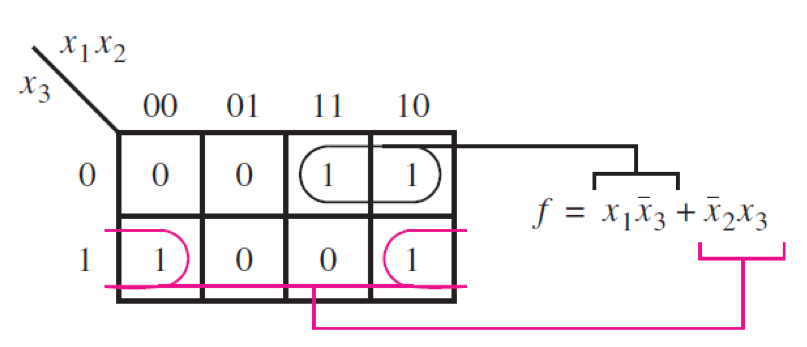 x₁x₂
x₃
00 01 11 10
0 0 0 1 1
f = x₁x̄₃ + x̄₂x₃
1 1 0 0 1